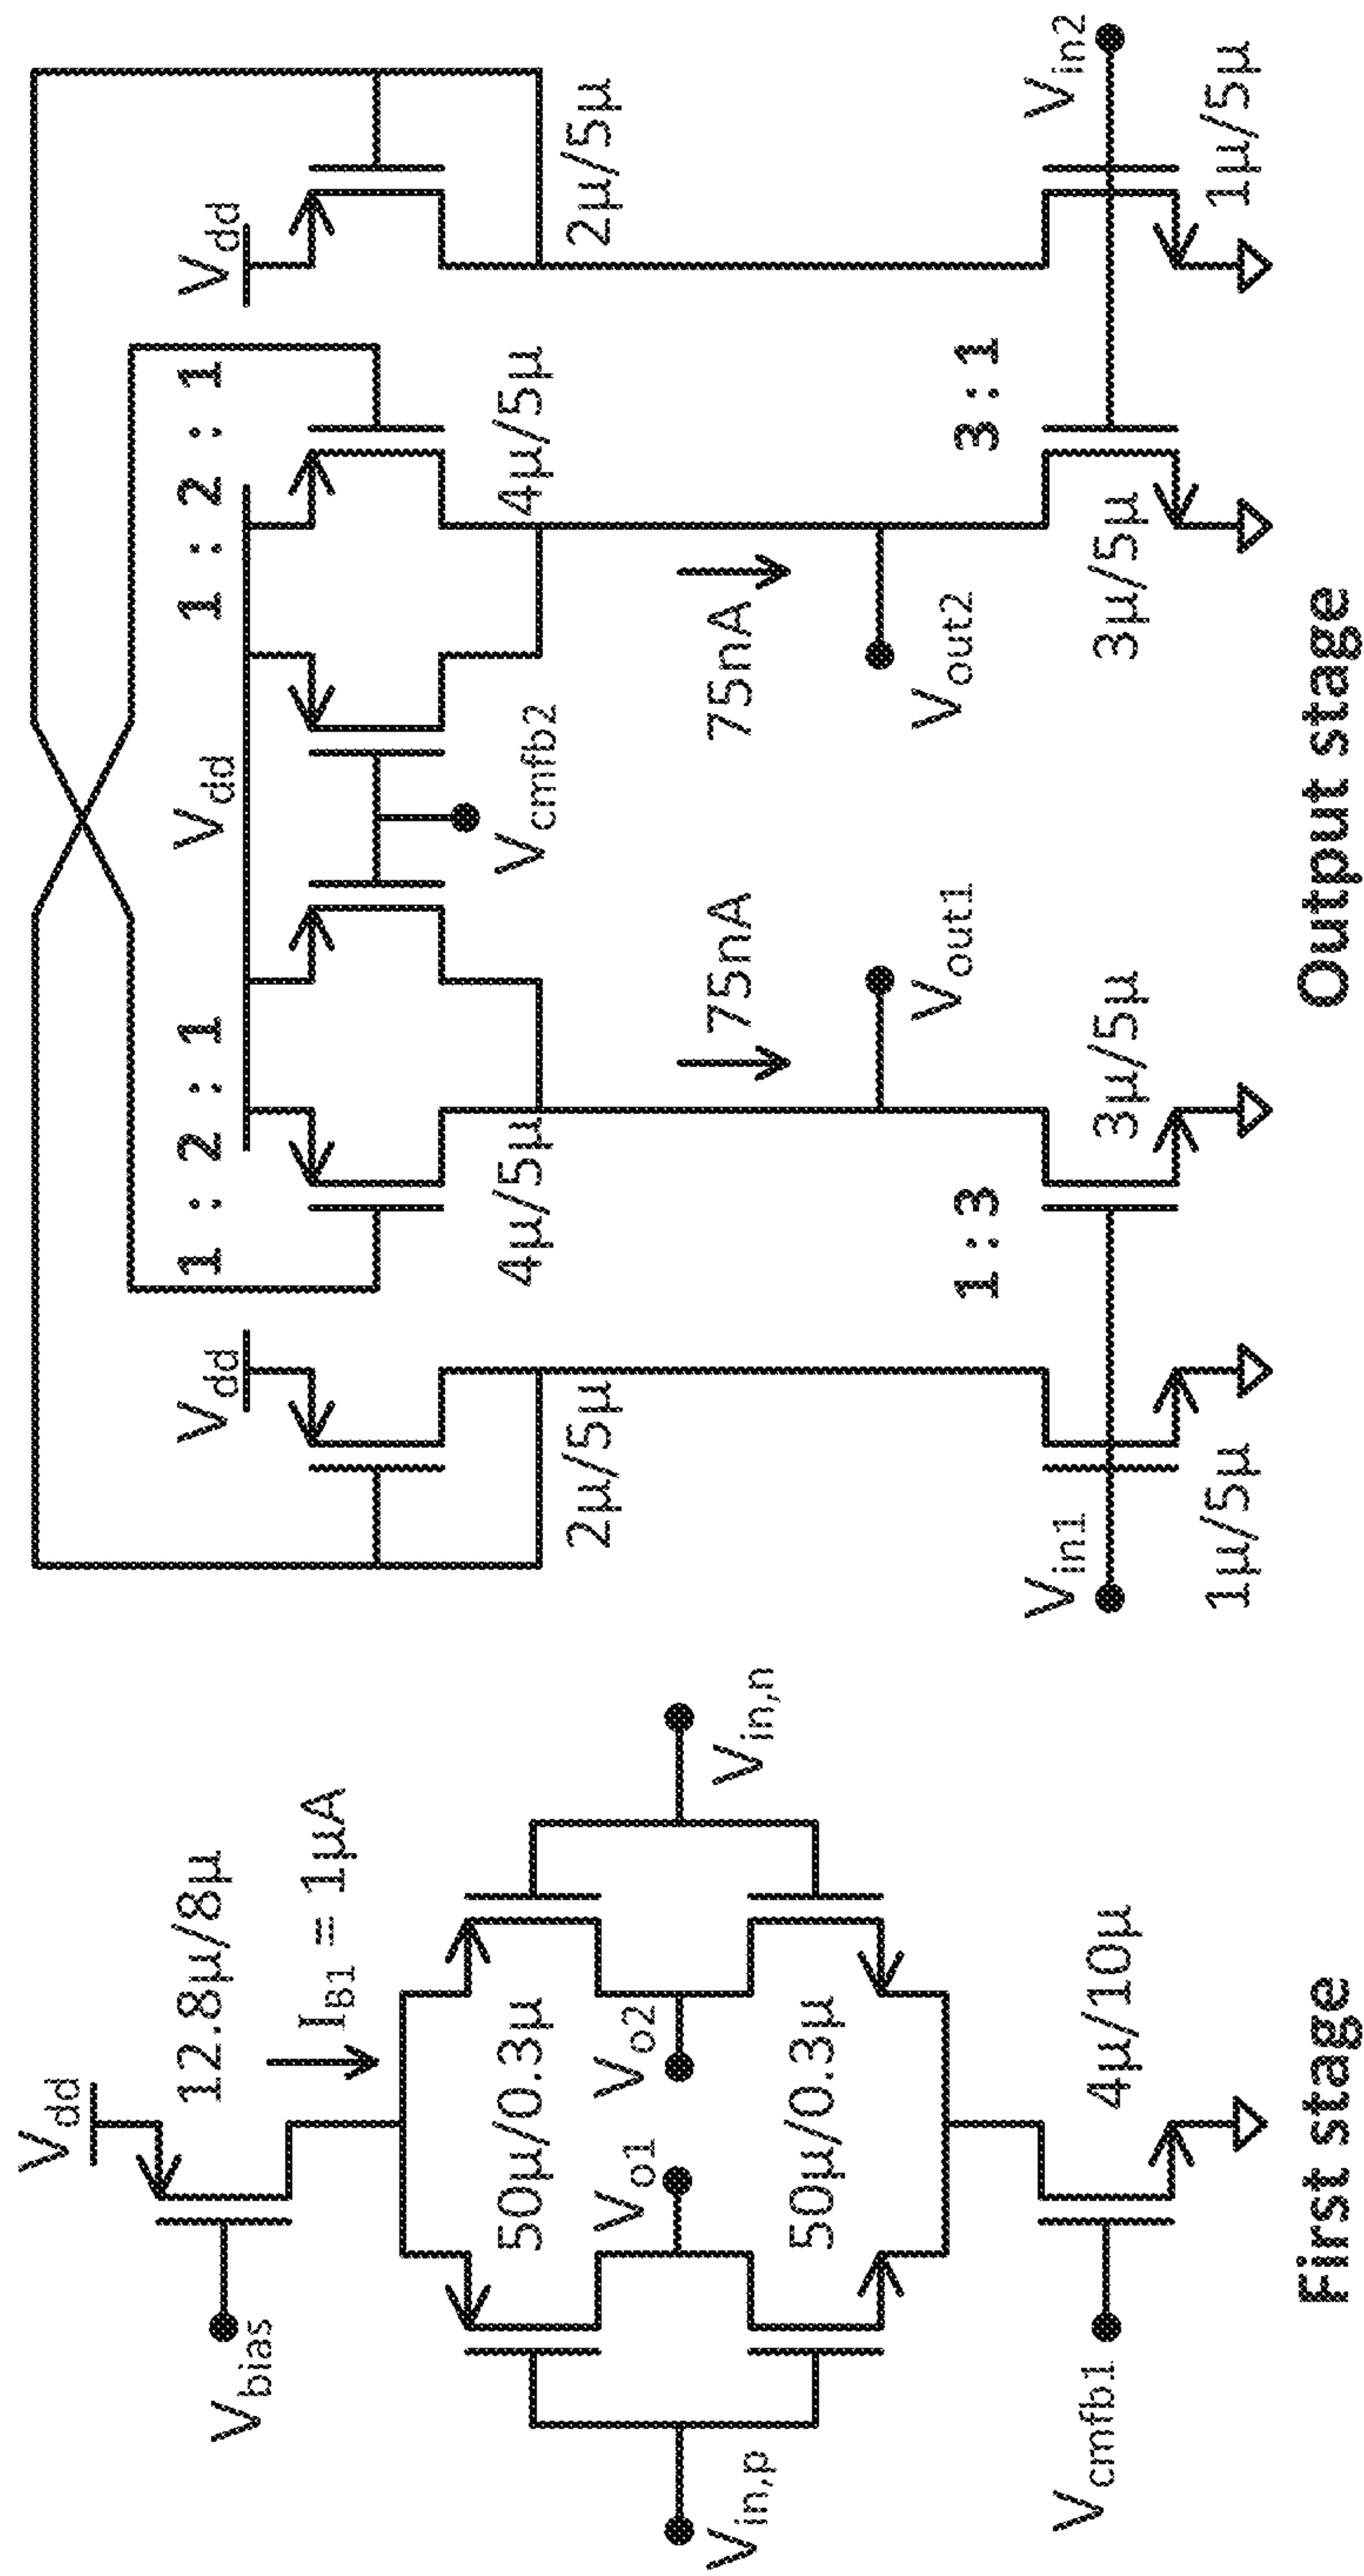 V_dd
12.8μ/8μ
V_bias
I_B1 = 1μA
50μ/0.3μ
V_in,p
V_o1
V_o2
V_in,n
50μ/0.3μ
V_cmfb1
4μ/10μ
First stage
V_dd
1 : 2 : 1
V_dd
1 : 2 : 1
V_dd
2μ/5μ
4μ/5μ
V_cmfb2
4μ/5μ
2μ/5μ
75nA
75nA
V_out1
V_out2
1 : 3
3 : 1
V_in1
V_in2
1μ/5μ
3μ/5μ
3μ/5μ
1μ/5μ
Output stage